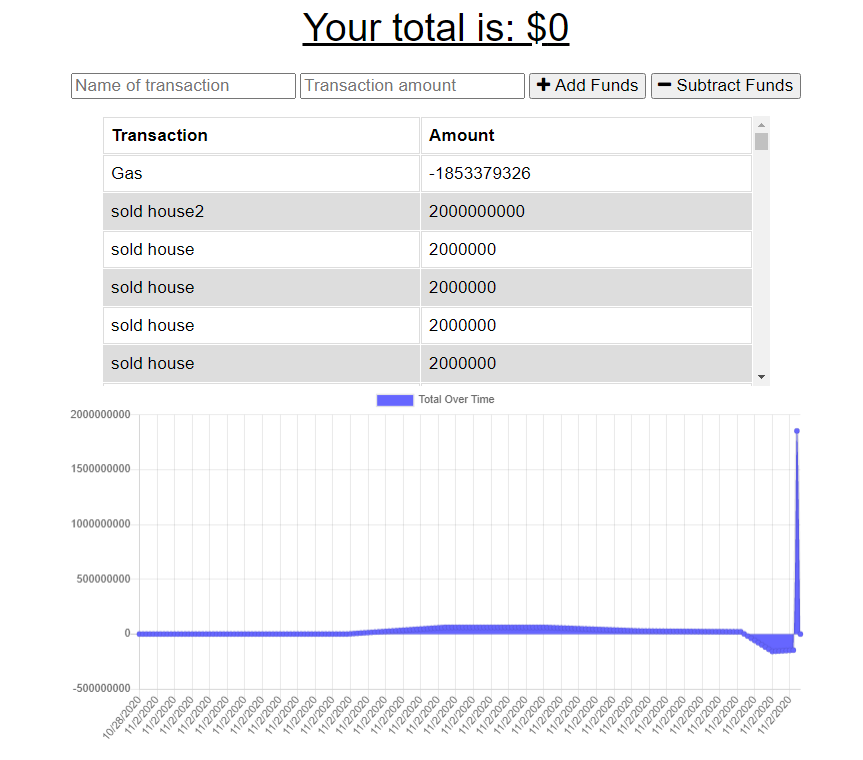 Your total is: $0
Name of transaction Transaction amount Add Funds Subtract Funds
Transaction Amount
Gas -1853379326
sold house2 2000000000
sold house 2000000
sold house 2000000
sold house 2000000
sold house 2000000
Total Over Time
2000000000
1500000000
1000000000
500000000
0
-500000000
10/28/2020 11/2/2020 11/2/2020 11/2/2020 11/2/2020 11/2/2020 11/2/2020 11/2/2020 11/2/2020 11/2/2020 11/2/2020 11/2/2020 11/2/2020 11/2/2020 11/2/2020 11/2/2020 11/2/2020 11/2/2020 11/2/2020 11/2/2020 11/2/2020 11/2/2020 11/2/2020 11/2/2020 11/2/2020 11/2/2020 11/2/2020 11/2/2020 11/2/2020 11/2/2020 11/2/2020 11/2/2020 11/2/2020 11/2/2020 11/2/2020 11/2/2020 11/2/2020 11/2/2020